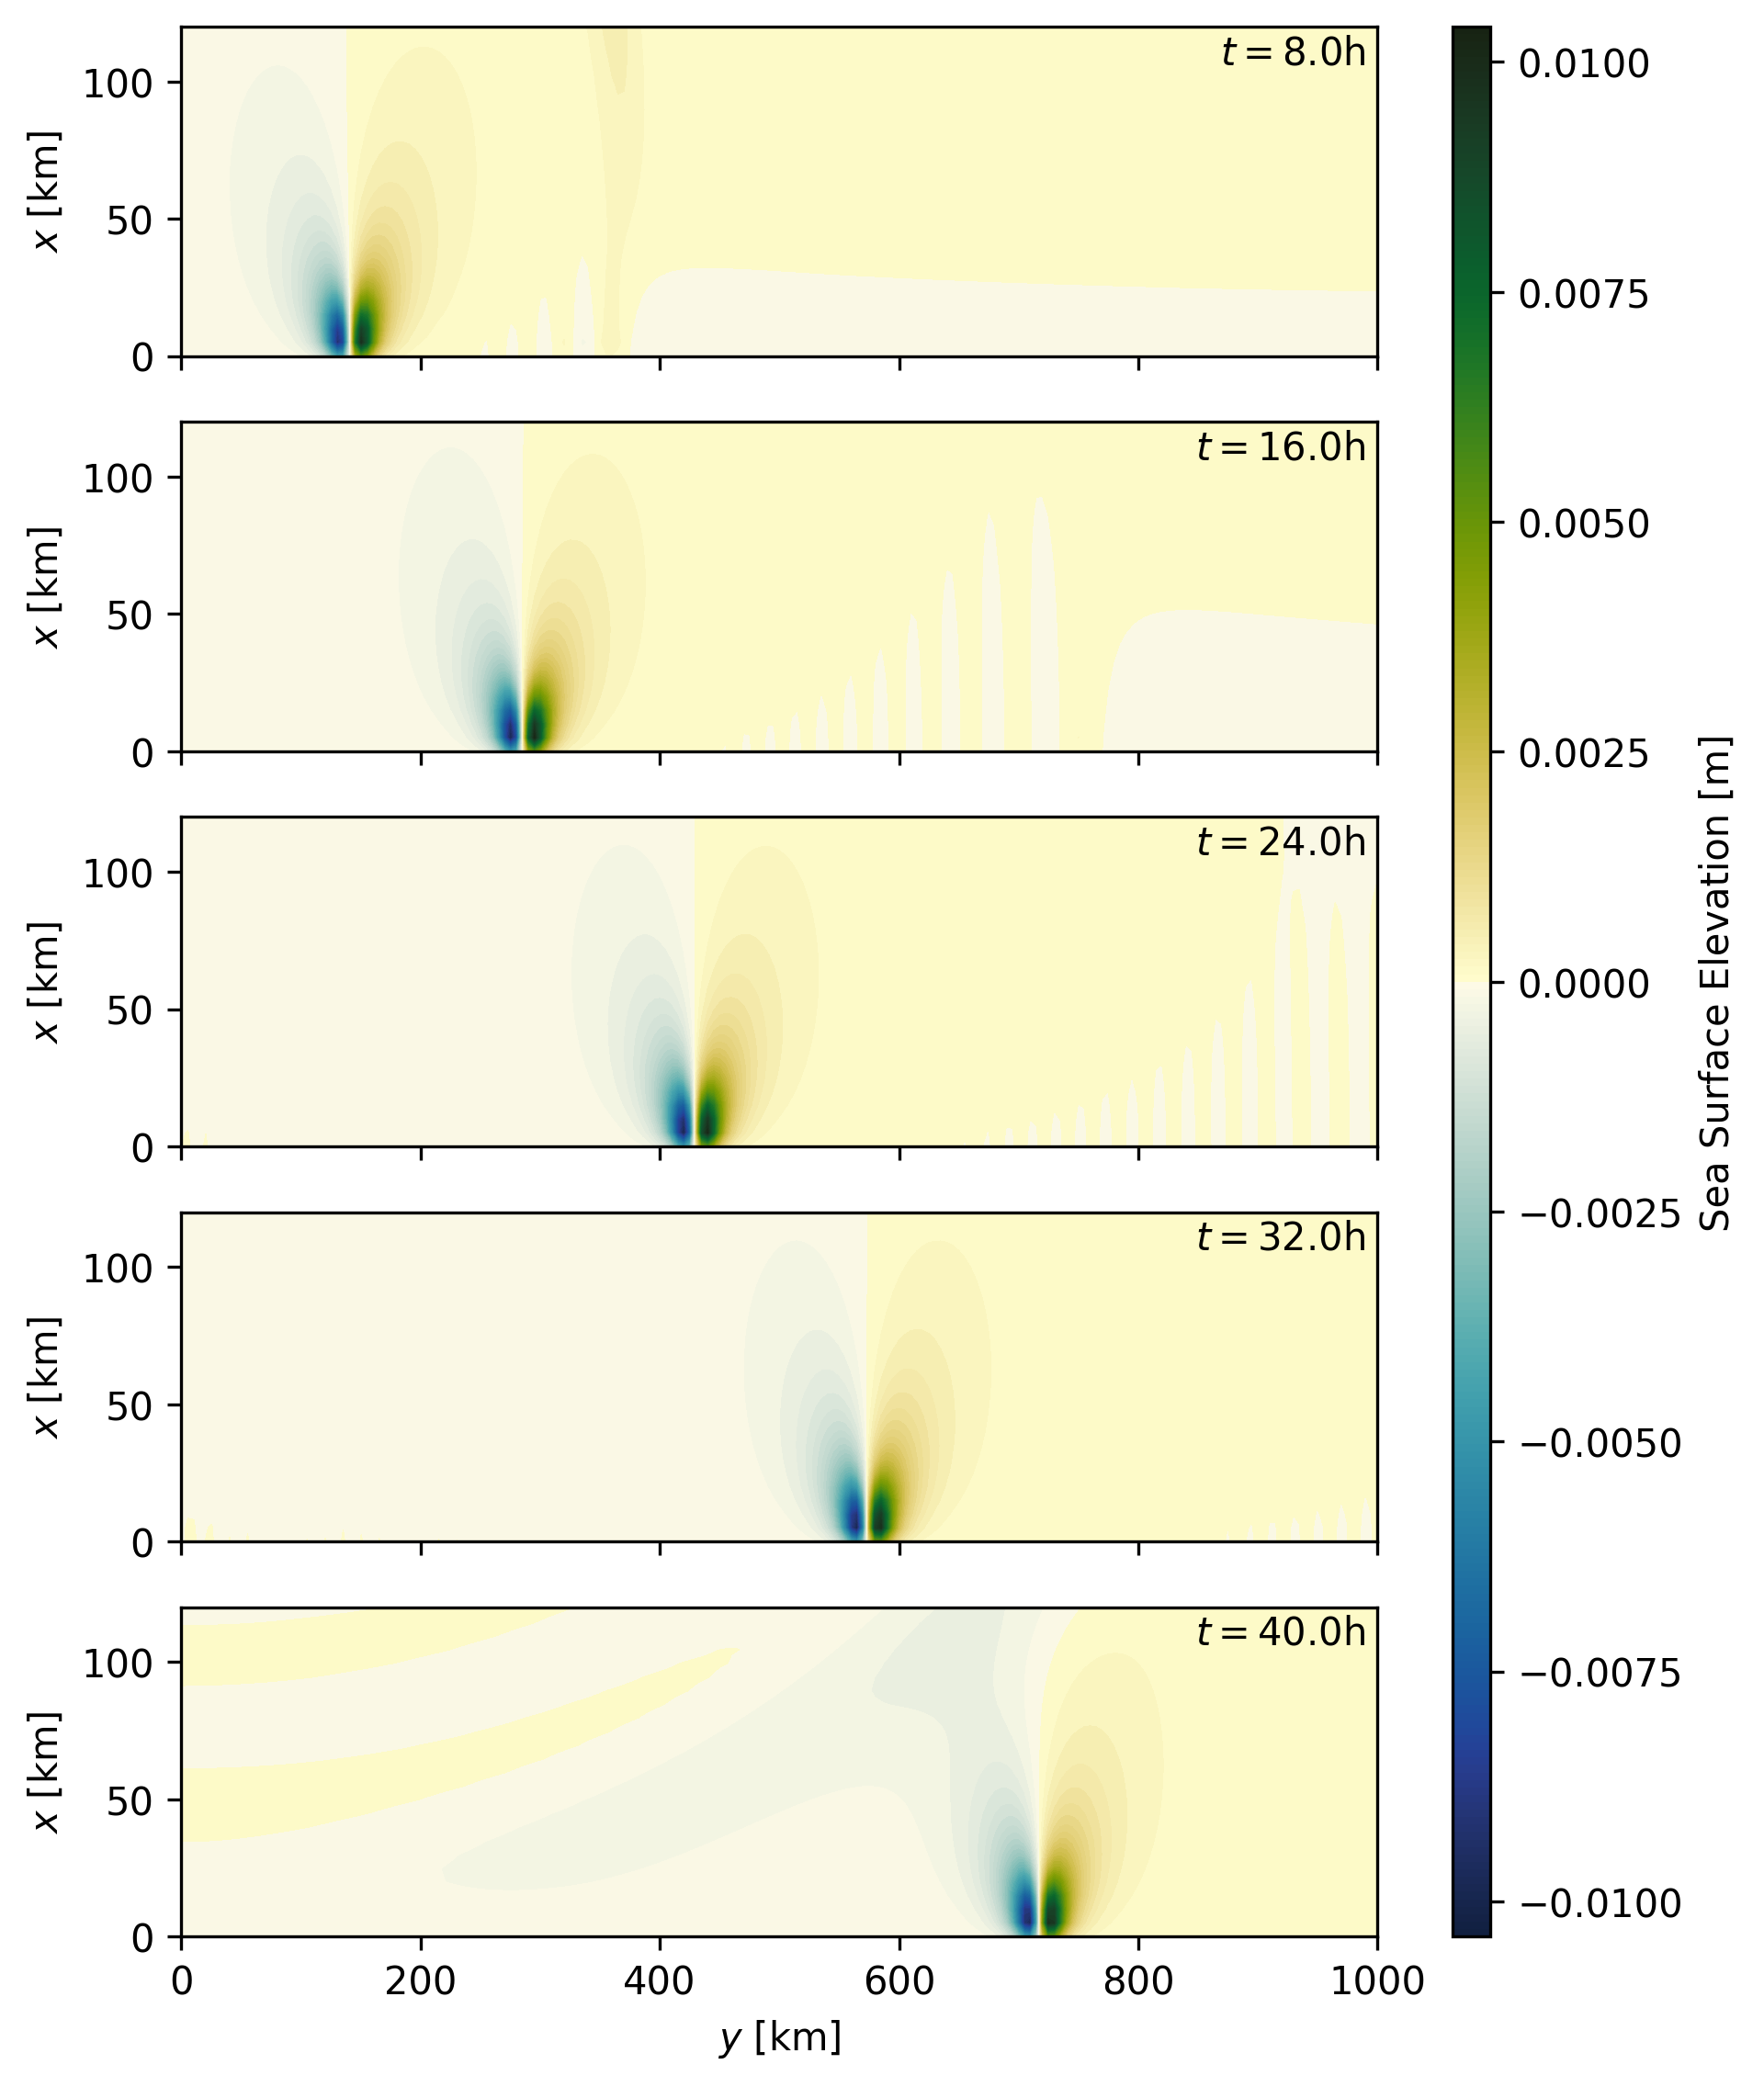 t = 8.0h
100
50
0
x [km]
t = 16.0h
100
50
0
x [km]
t = 24.0h
100
50
0
x [km]
t = 32.0h
100
50
0
x [km]
t = 40.0h
100
50
0
x [km]
0 200 400 600 800 1000
y [km]
0.0100
0.0075
0.0050
0.0025
0.0000
−0.0025
−0.0050
−0.0075
−0.0100
Sea Surface Elevation [m]